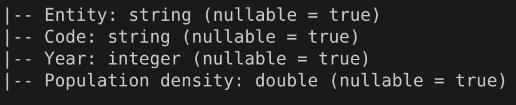 |-- Entity: string (nullable = true)
|-- Code: string (nullable = true)
|-- Year: integer (nullable = true)
|-- Population density: double (nullable = true)